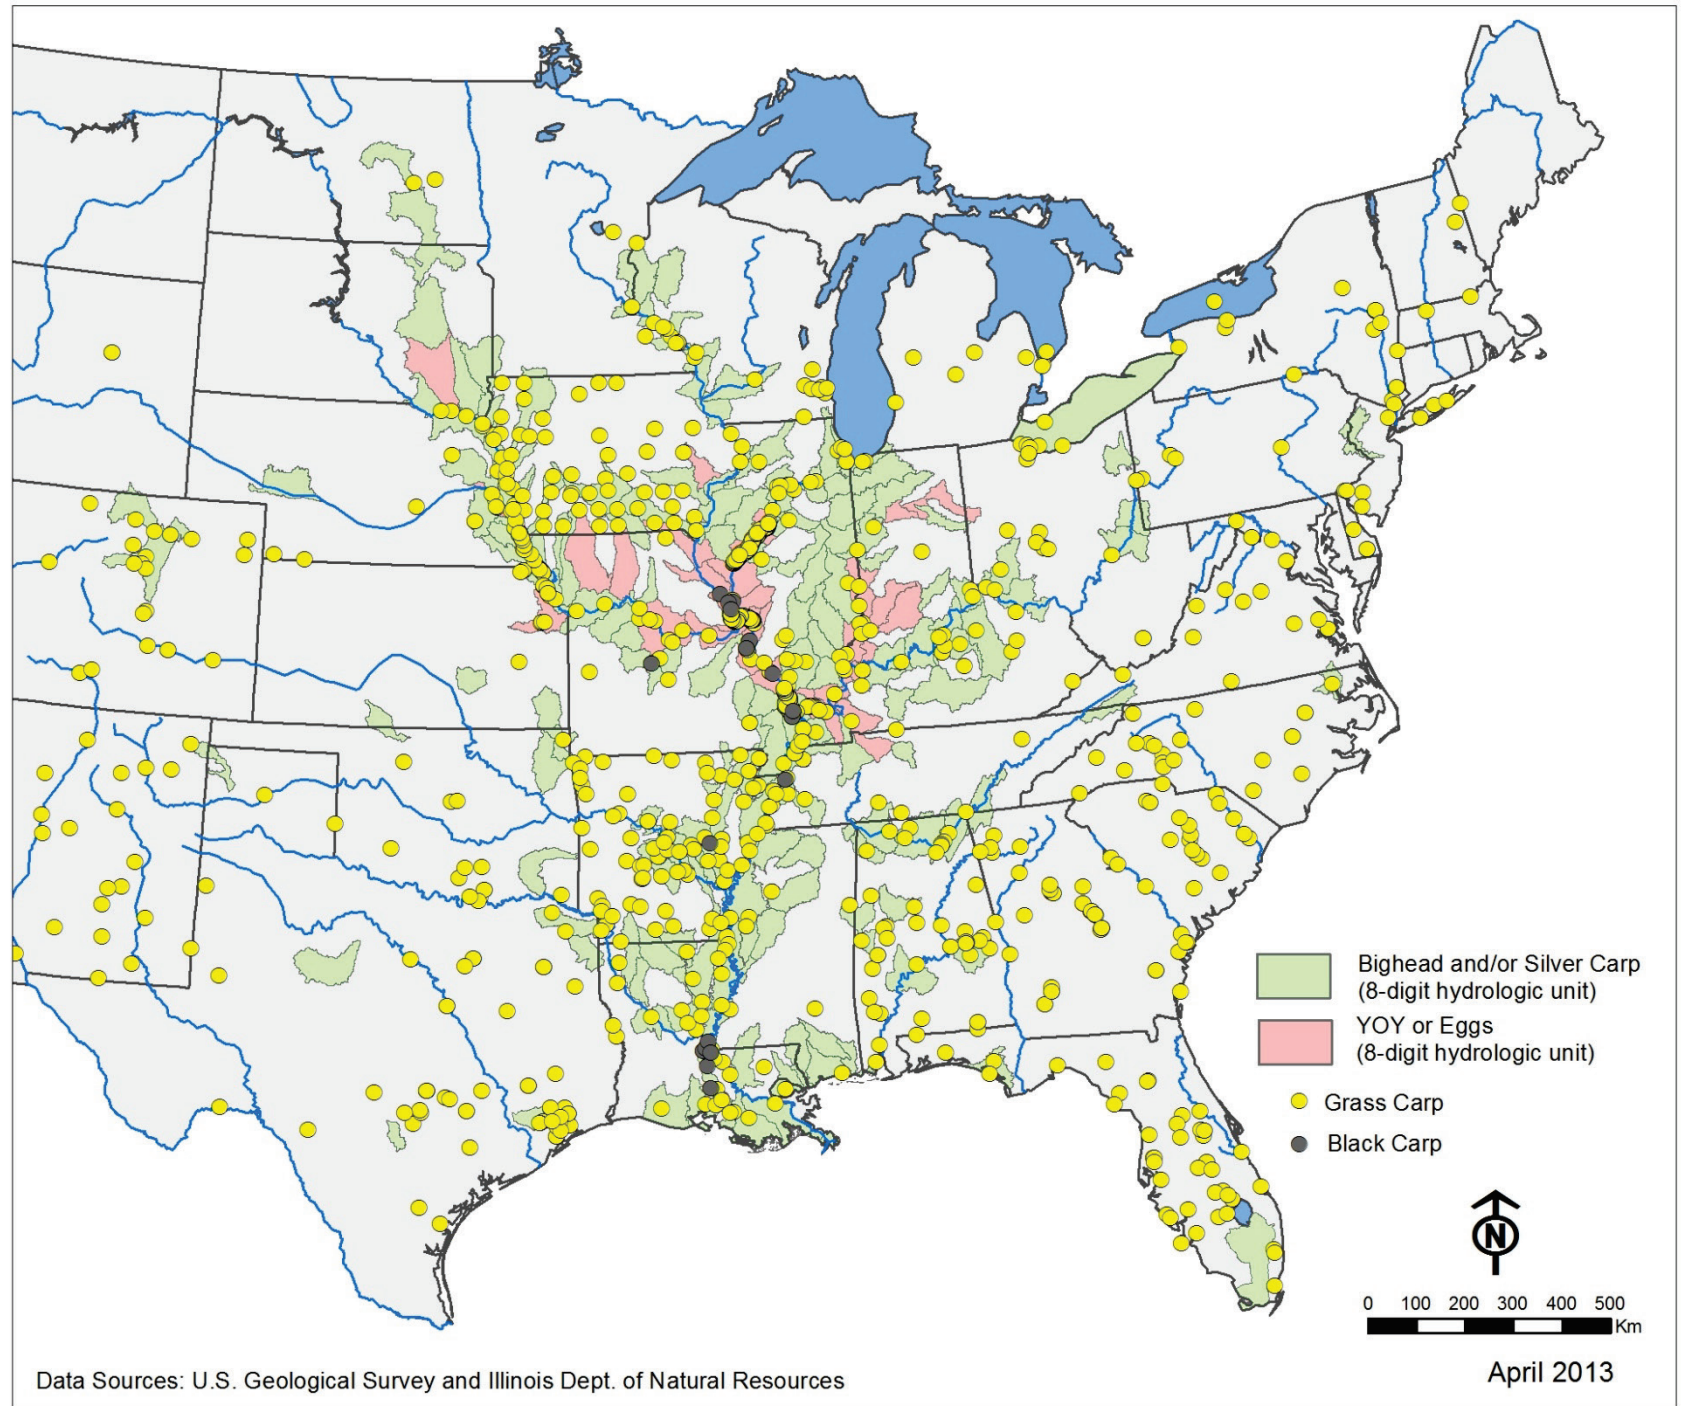 Bighead and/or Silver Carp
(8-digit hydrologic unit)
YOY or Eggs
(8-digit hydrologic unit)
Grass Carp
Black Carp
N
0 100 200 300 400 500
Km
April 2013
Data Sources: U.S. Geological Survey and Illinois Dept. of Natural Resources